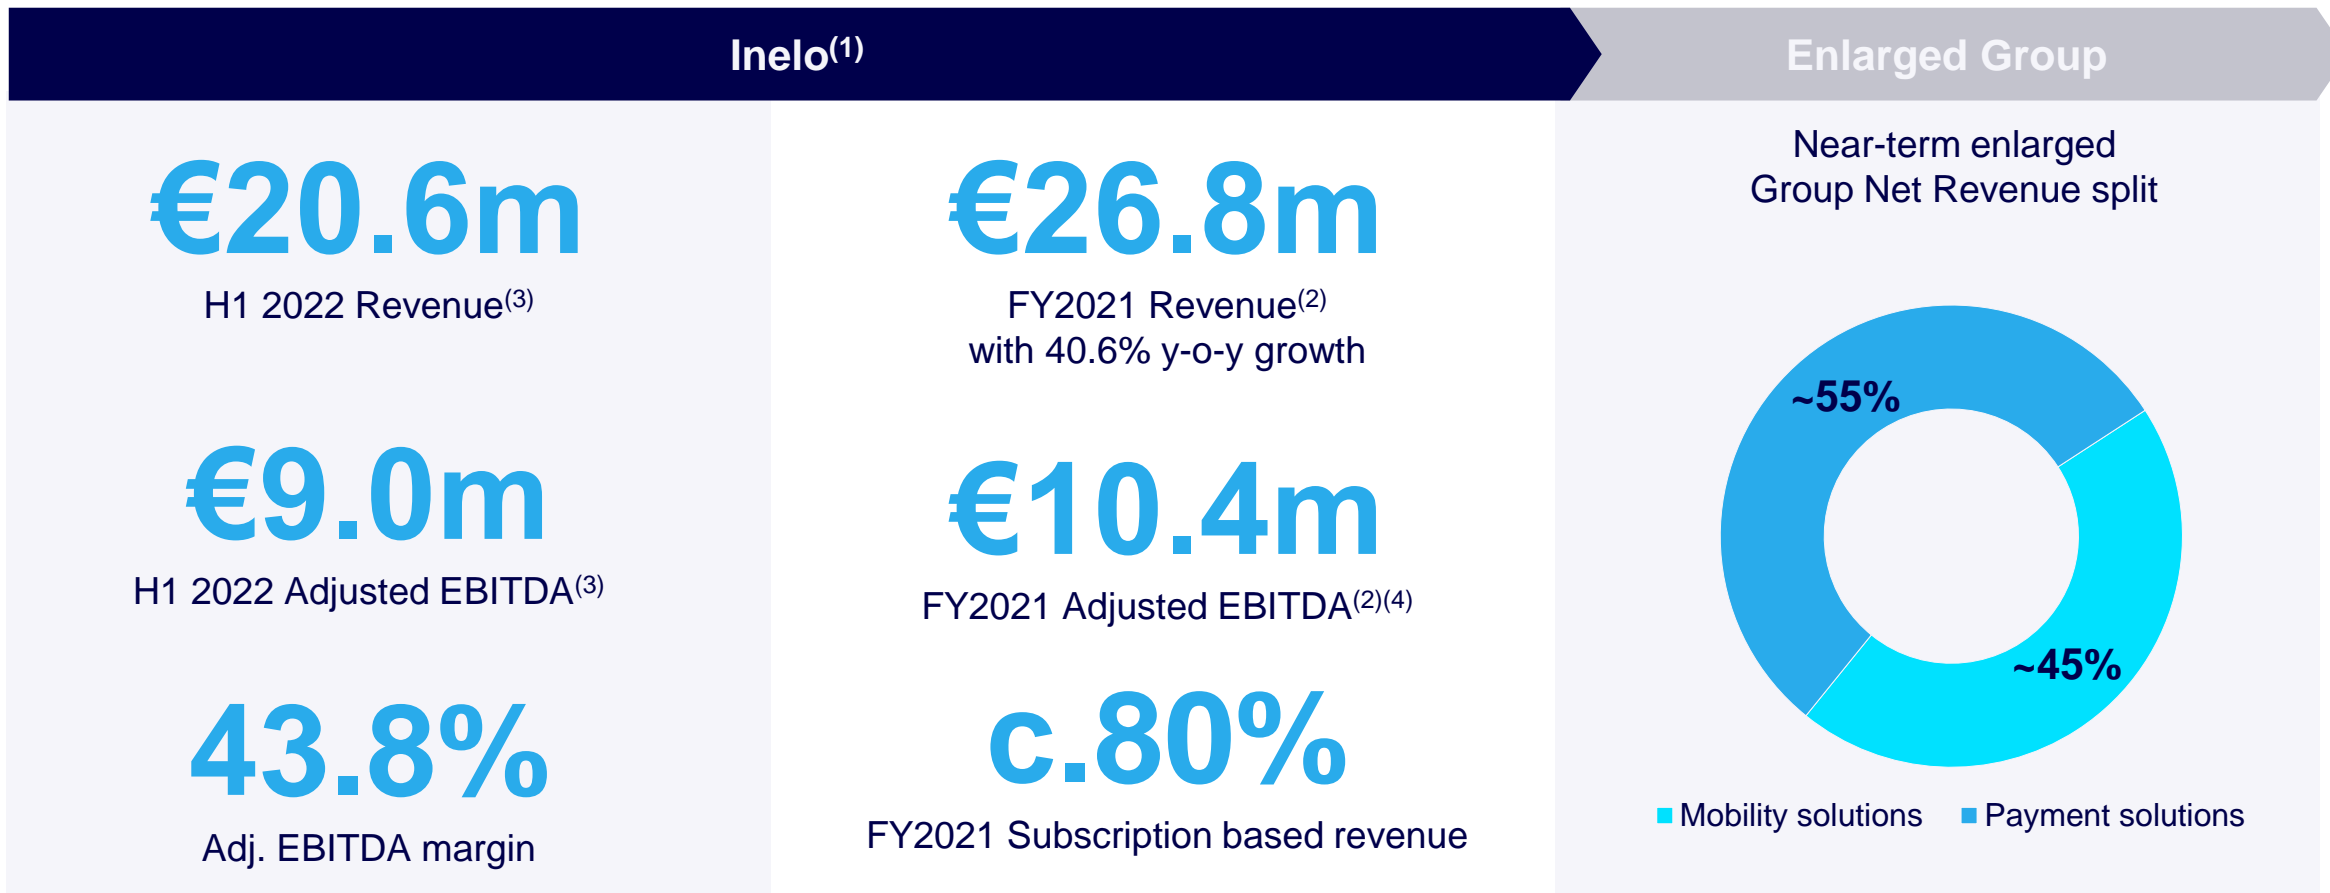 Inelo(1)
Enlarged Group
€20.6m
H1 2022 Revenue(3)
€9.0m
H1 2022 Adjusted EBITDA(3)
43.8%
Adj. EBITDA margin
€26.8m
FY2021 Revenue(2)
with 40.6% y-o-y growth
€10.4m
FY2021 Adjusted EBITDA(2)(4)
c.80%
FY2021 Subscription based revenue
Near-term enlarged
Group Net Revenue split
~55%
~45%
Mobility solutions
Payment solutions